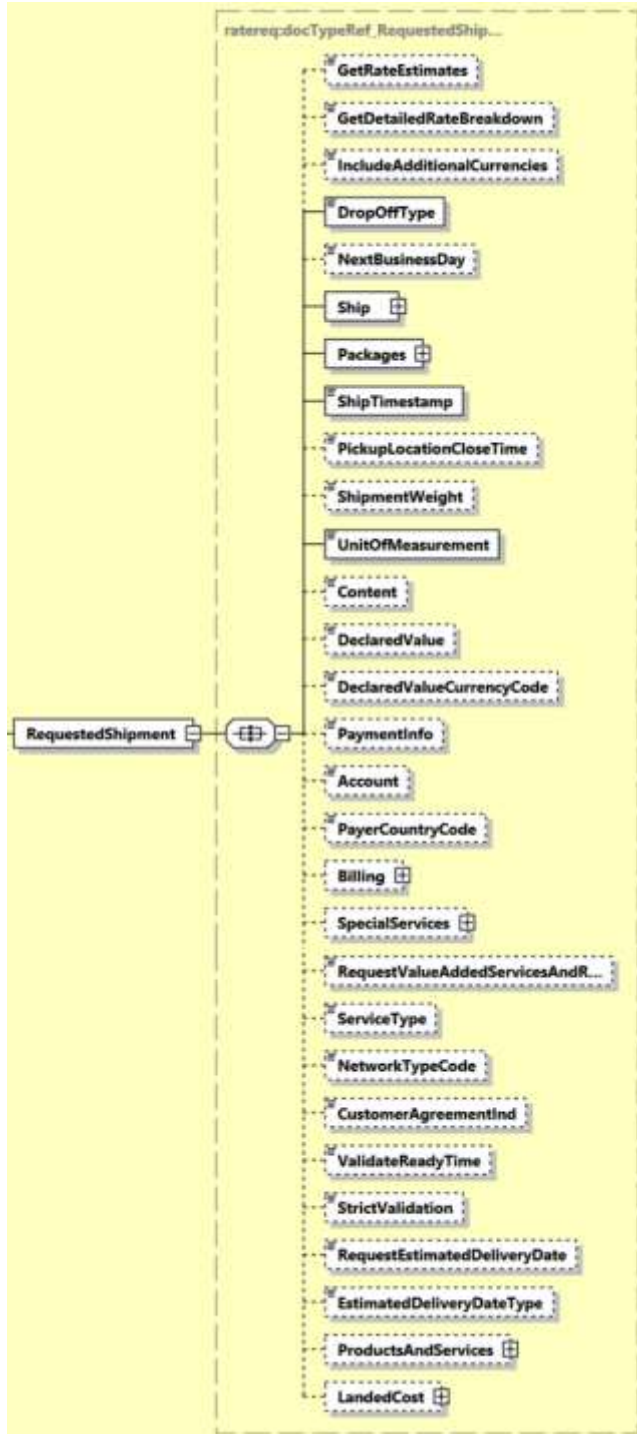 ratereq:docTypeRef_RequestedShip...
GetRateEstimates
GetDetailedRateBreakdown
IncludeAdditionalCurrencies
DropOffType
NextBusinessDay
Ship
Packages
ShipTimestamp
PickupLocationCloseTime
ShipmentWeight
UnitOfMeasurement
Content
DeclaredValue
DeclaredValueCurrencyCode
RequestedShipment
PaymentInfo
Account
PayerCountryCode
Billing
SpecialServices
RequestValueAddedServicesAndR...
ServiceType
NetworkTypeCode
CustomerAgreementInd
ValidateReadyTime
StrictValidation
RequestEstimatedDeliveryDate
EstimatedDeliveryDateType
ProductsAndServices
LandedCost